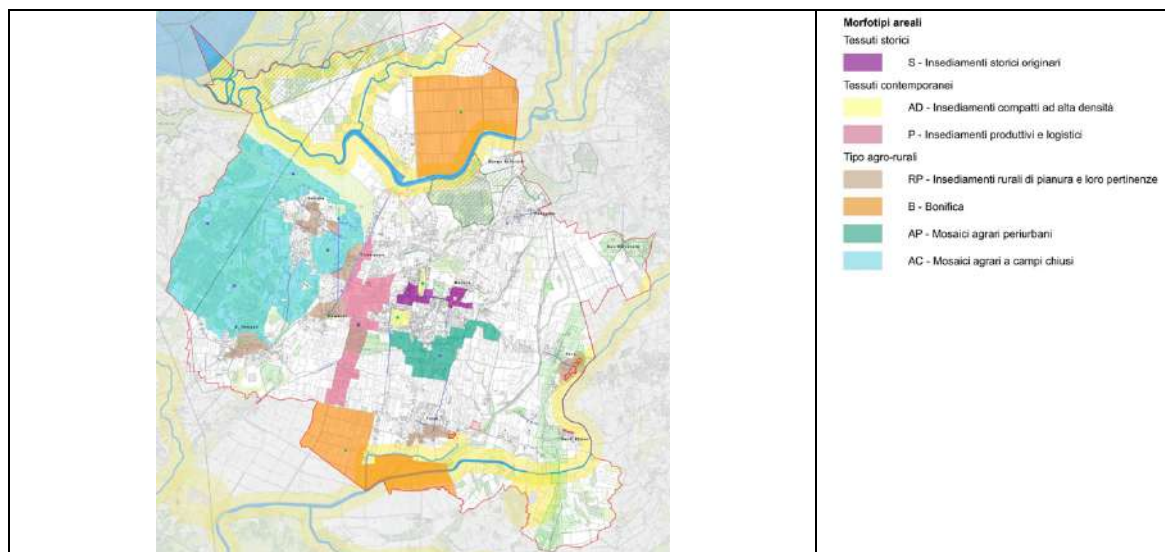 Morfotipi areali
Tessuti storici
S - Insediamenti storici originari
Tessuti contemporanei
AD - Insediamenti compatti ad alta densità
P - Insediamenti produttivi e logistici
Tipo agro-rurali
RP - Insediamenti rurali di pianura e loro pertinenze
B - Bonifica
AP - Mosaici agrari periurbani
AC - Mosaici agrari a campi chiusi